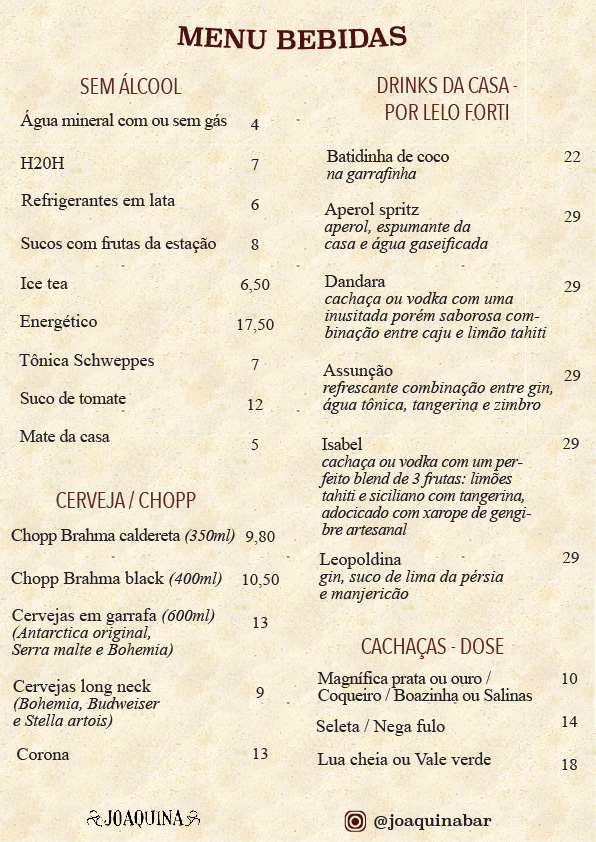 MENU BEBIDAS
SEM ÁLCOOL
Água mineral com ou sem gás 4
H20H 7
Refrigerantes em lata 6
Sucos com frutas da estação 8
Ice tea 6,50
Energético 17,50
Tônica Schweppes 7
Suco de tomate 12
Mate da casa 5
CERVEJA / CHOPP
Chopp Brahma caldereta (350ml) 9,80
Chopp Brahma black (400ml) 10,50
Cervejas em garrafa (600ml) 13
(Antarctica original,
Serra malte e Bohemia)
Cervejas long neck 9
(Bohemia, Budweiser
e Stella artois)
Corona 13
JOAQUINA
DRINKS DA CASA -
POR LELO FORTI
Batidinha de coco 22
na garrafinha
Aperol spritz 29
aperol, espumante da
casa e água gaseificada
Dandara 29
cachaça ou vodka com uma
inusitada porém saborosa com-
binação entre caju e limão tahiti
Assunção 29
refrescante combinação entre gin,
água tônica, tangerina e zimbro
Isabel 29
cachaça ou vodka com um per-
feito blend de 3 frutas: limões
tahiti e siciliano com tangerina,
adocicado com xarope de gengi-
bre artesanal
Leopoldina 29
gin, suco de lima da pérsia
e manjericão
CACHAÇAS - DOSE
Magnífica prata ou ouro / 10
Coqueiro / Boazinha ou Salinas
Seleta / Nega fulo 14
Lua cheia ou Vale verde 18
@joaquinabar